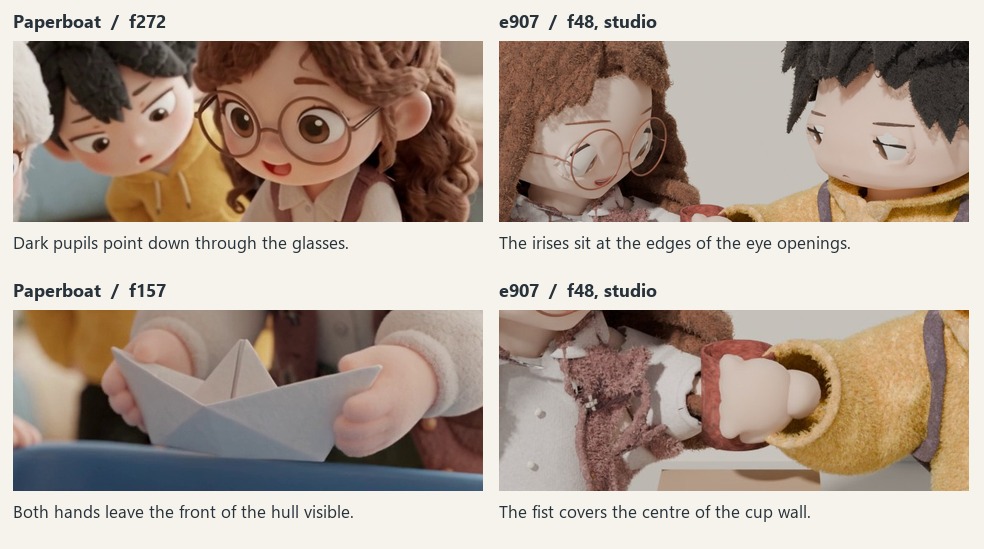 Paperboat / f272
e907 / f48, studio
Dark pupils point down through the glasses.
The irises sit at the edges of the eye openings.
Paperboat / f157
e907 / f48, studio
Both hands leave the front of the hull visible.
The fist covers the centre of the cup wall.